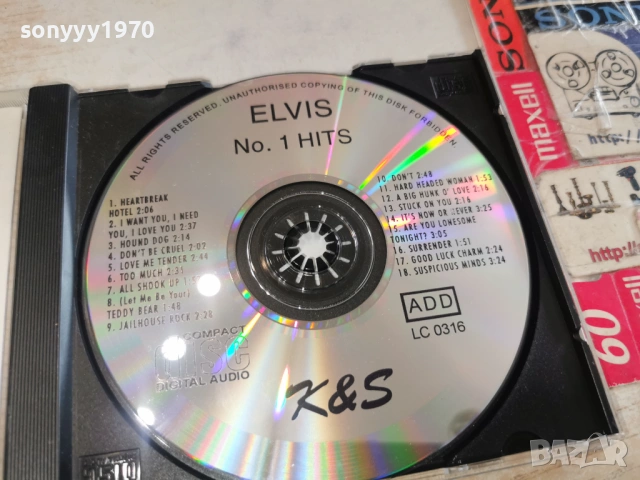 sonyyy1970
ALL RIGHTS RESERVED. UNAUTHORISED COPYING OF THIS DISK FORBIDDEN.
ELVIS
No. 1 HITS
1. HEARTBREAK
HOTEL 2:06
2. I WANT YOU, I NEED
YOU, I LOVE YOU 2:37
3. HOUND DOG 2:14
4. DON'T BE CRUEL 2:02
5. LOVE ME TENDER 2:44
6. TOO MUCH 2:31
7. ALL SHOOK UP
8. (Let Me Be Your)
TEDDY BEAR 1:48
9. JAILHOUSE ROCK 2:28
10. DON'T 2:48
11. HARD HEADED WOMAN 1:52
12. A BIG HUNK O' LOVE 2:16
13. STUCK ON YOU 2:16
14. IT'S NOW OR NEVER 3:25
15. ARE YOU LONESOME
TONIGHT? 3:05
16. SURRENDER 1:51
17. GOOD LUCK CHARM 2:24
18. SUSPICIOUS MINDS 3:24
ADD
LC 0316
COMPACT
DISC
DIGITAL AUDIO
K&S
SONY
maxell
http:/
http:/
60
BAZAR